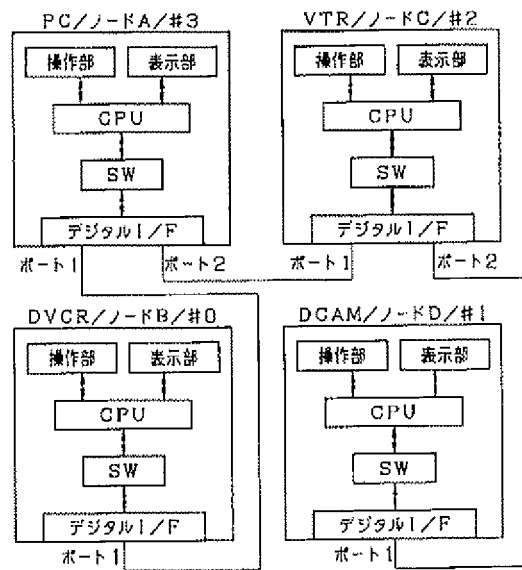 PC/ノードA/#3
操作部
表示部
CPU
SW
デジタルI/F
ポート1
ポート2
VTR/ノードC/#2
操作部
表示部
CPU
SW
デジタルI/F
ポート1
ポート2
DVCR/ノードB/#0
操作部
表示部
CPU
SW
デジタルI/F
ポート1
DCAM/ノードD/#1
操作部
表示部
CPU
SW
デジタルI/F
ポート1